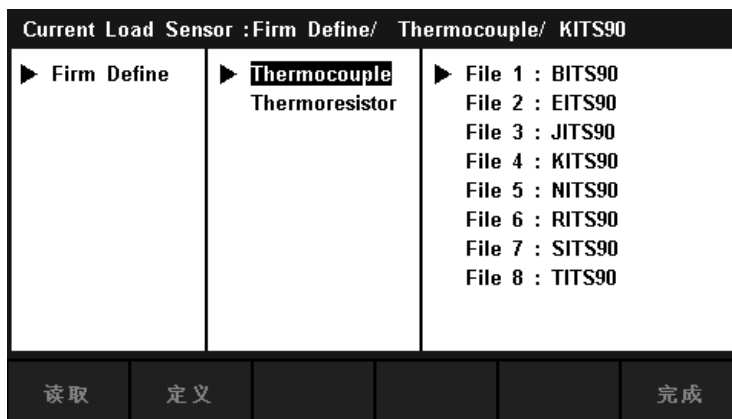 Current Load Sensor :Firm Define/ Thermocouple/ KITS90
Firm Define
Thermocouple
Thermoresistor
File 1 : BITS90
File 2 : EITS90
File 3 : JITS90
File 4 : KITS90
File 5 : NITS90
File 6 : RITS90
File 7 : SITS90
File 8 : TITS90
读取 定义 完成